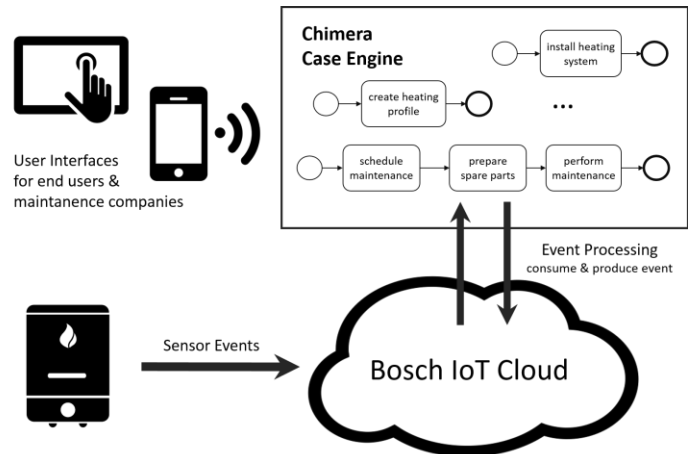 Chimera
Case Engine
install heating
system
create heating
profile
...
schedule
maintenance
prepare
spare parts
perform
maintenance
User Interfaces
for end users &
maintanence companies
Event Processing
consume & produce event
Sensor Events
Bosch IoT Cloud